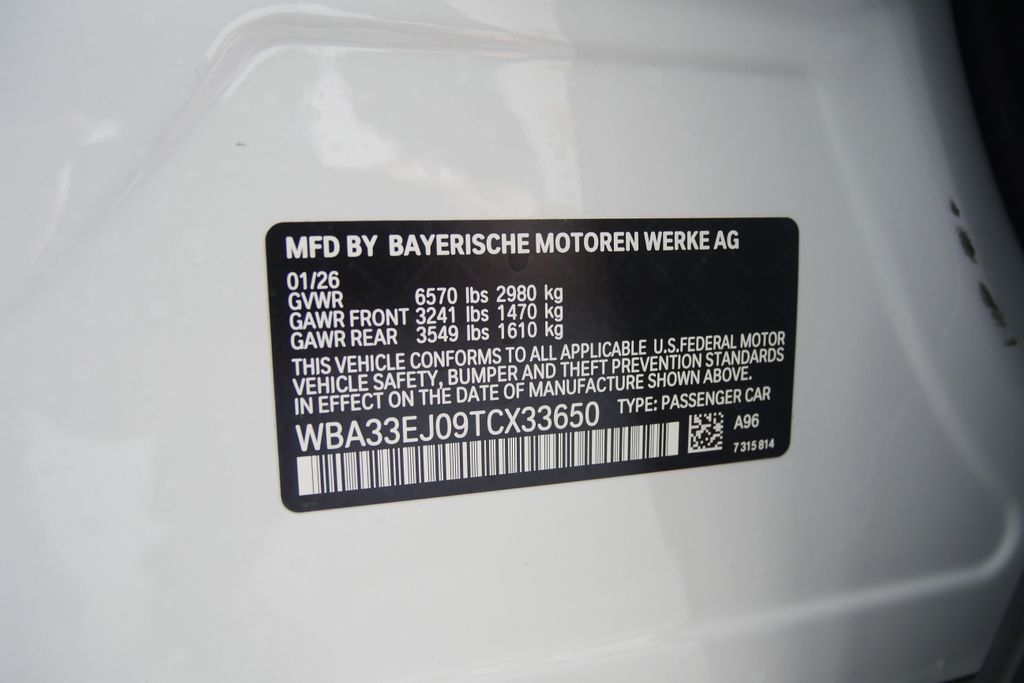 MFD BY BAYERISCHE MOTOREN WERKE AG
01/26
GVWR 6570 lbs 2980 kg
GAWR FRONT 3241 lbs 1470 kg
GAWR REAR 3549 lbs 1610 kg
THIS VEHICLE CONFORMS TO ALL APPLICABLE U.S.FEDERAL MOTOR
VEHICLE SAFETY, BUMPER AND THEFT PREVENTION STANDARDS
IN EFFECT ON THE DATE OF MANUFACTURE SHOWN ABOVE.
WBA33EJ09TCX33650 TYPE: PASSENGER CAR
A96
7 315 814